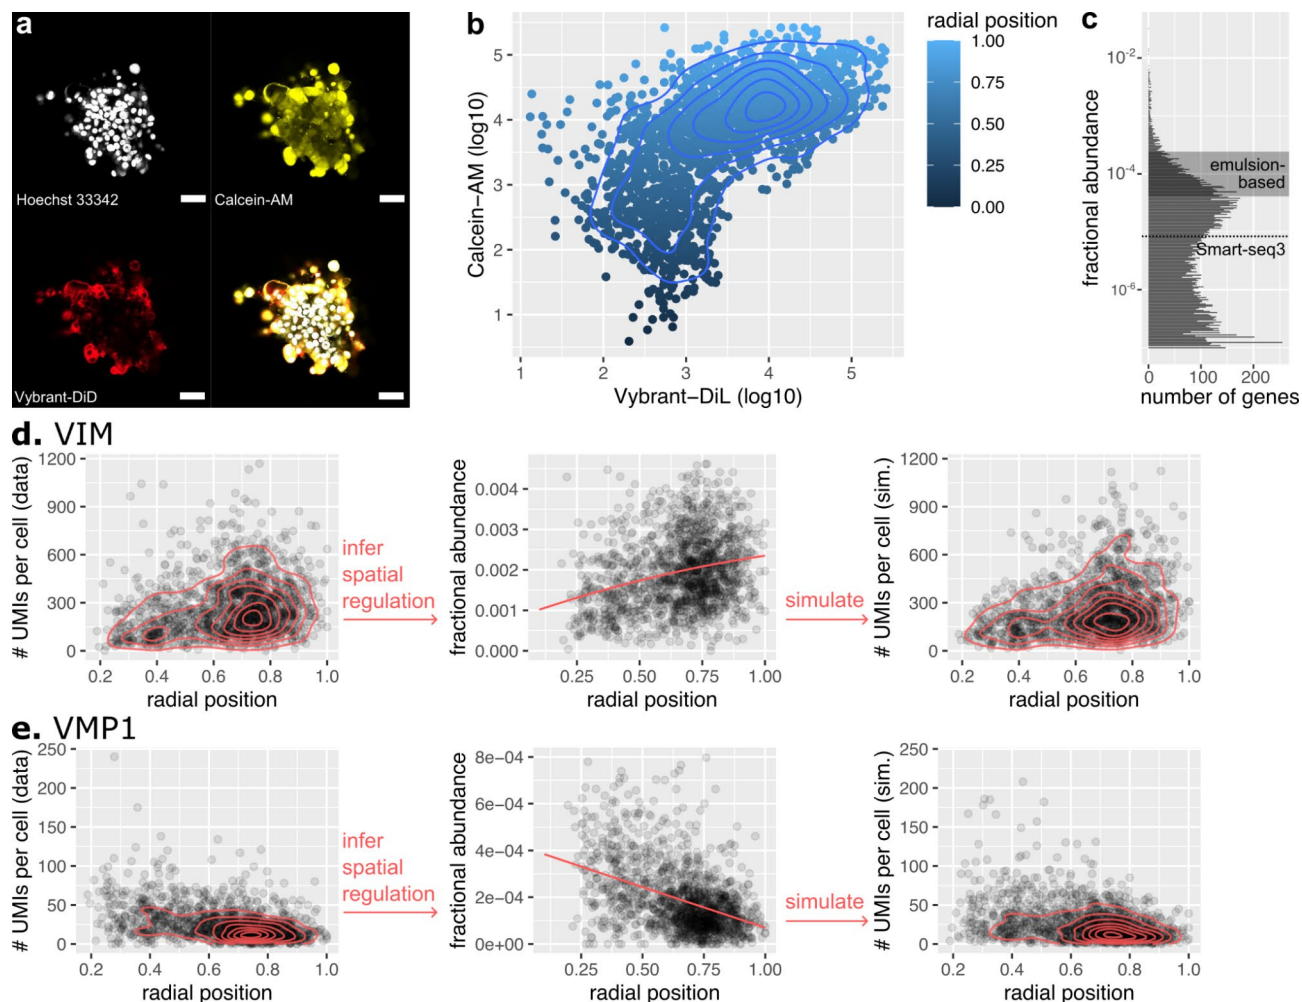 a
Hoechst 33342
Calcein-AM
Vybrant-DiD
b
Calcein−AM (log10)
5
4
3
2
1
1
2
3
4
5
Vybrant−DiL (log10)
radial position
1.00
0.75
0.50
0.25
0.00
c
fractional abundance
10⁻²
10⁻⁴
10⁻⁶
emulsion-
based
Smart-seq3
0
100
200
number of genes
d. VIM
# UMIs per cell (data)
1200
900
600
300
0
0.2
0.4
0.6
0.8
1.0
radial position
infer
spatial
regulation
fractional abundance
0.004
0.003
0.002
0.001
0.000
0.25
0.50
0.75
1.00
radial position
simulate
# UMIs per cell (sim.)
1200
900
600
300
0
0.2
0.4
0.6
0.8
1.0
radial position
e. VMP1
# UMIs per cell (data)
250
200
150
100
50
0
0.2
0.4
0.6
0.8
1.0
radial position
infer
spatial
regulation
fractional abundance
8e−04
6e−04
4e−04
2e−04
0e+00
0.25
0.50
0.75
1.00
radial position
simulate
# UMIs per cell (sim.)
250
200
150
100
50
0
0.2
0.4
0.6
0.8
1.0
radial position